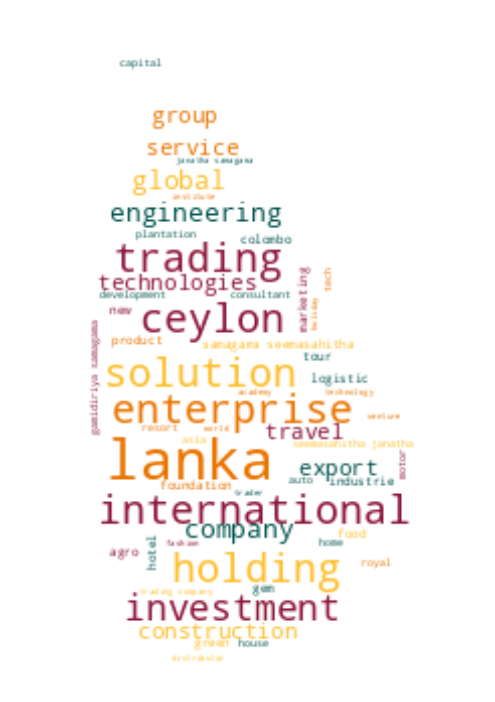 capital
group
service
janatha samagama
global
institute
engineering
plantation
colombo
trading
technologies
marketing
tech
development
consultant
holiday
new
ceylon
product
samagama seemasahitha
gamidiriya samagama
tour
solution
logistic
academy
technology
enterprise
venture
resort
world
travel
asia
seemasahitha janatha
lanka
export
motor
auto
industrie
foundation
trader
international
company
food
hotel
fashion
home
agro
holding
royal
gem
trading company
investment
construction
green
house
distributor